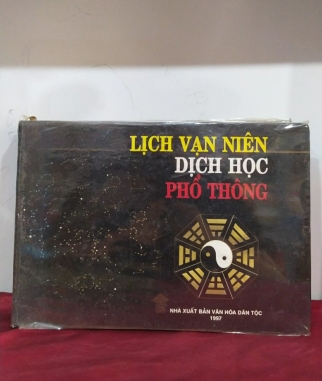 LỊCH VẠN NIÊN
DỊCH HỌC
PHỔ THÔNG
NHÀ XUẤT BẢN VĂN HÓA DÂN TỘC
1997